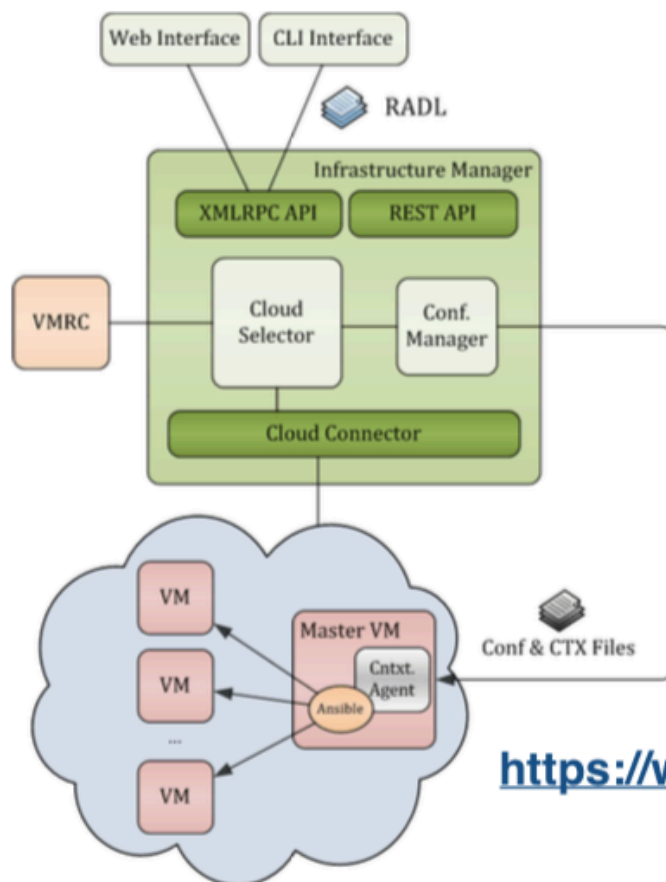 Web Interface
CLI Interface
RADL
Infrastructure Manager
XMLRPC API
REST API
VMRC
Cloud
Selector
Conf.
Manager
Cloud Connector
VM
VM
...
VM
Master VM
Cntxt.
Agent
Ansible
Conf & CTX Files
https://w